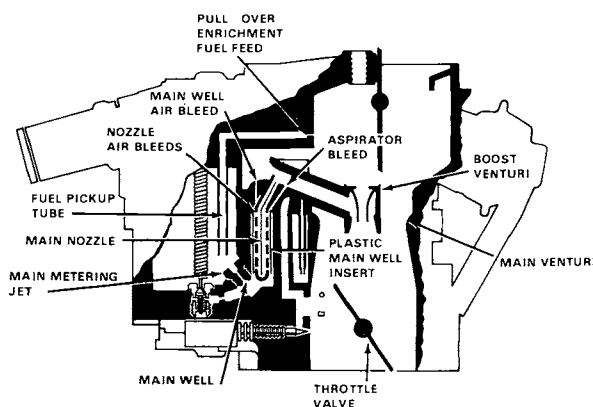 PULL OVER
ENRICHMENT
FUEL FEED
MAIN WELL
AIR BLEED
NOZZLE
AIR BLEEDS
ASPIRATOR
BLEED
BOOST
VENTURI
FUEL PICKUP
TUBE
MAIN NOZZLE
PLASTIC
MAIN WELL
INSERT
MAIN VENTURI
MAIN METERING
JET
MAIN WELL
THROTTLE
VALVE